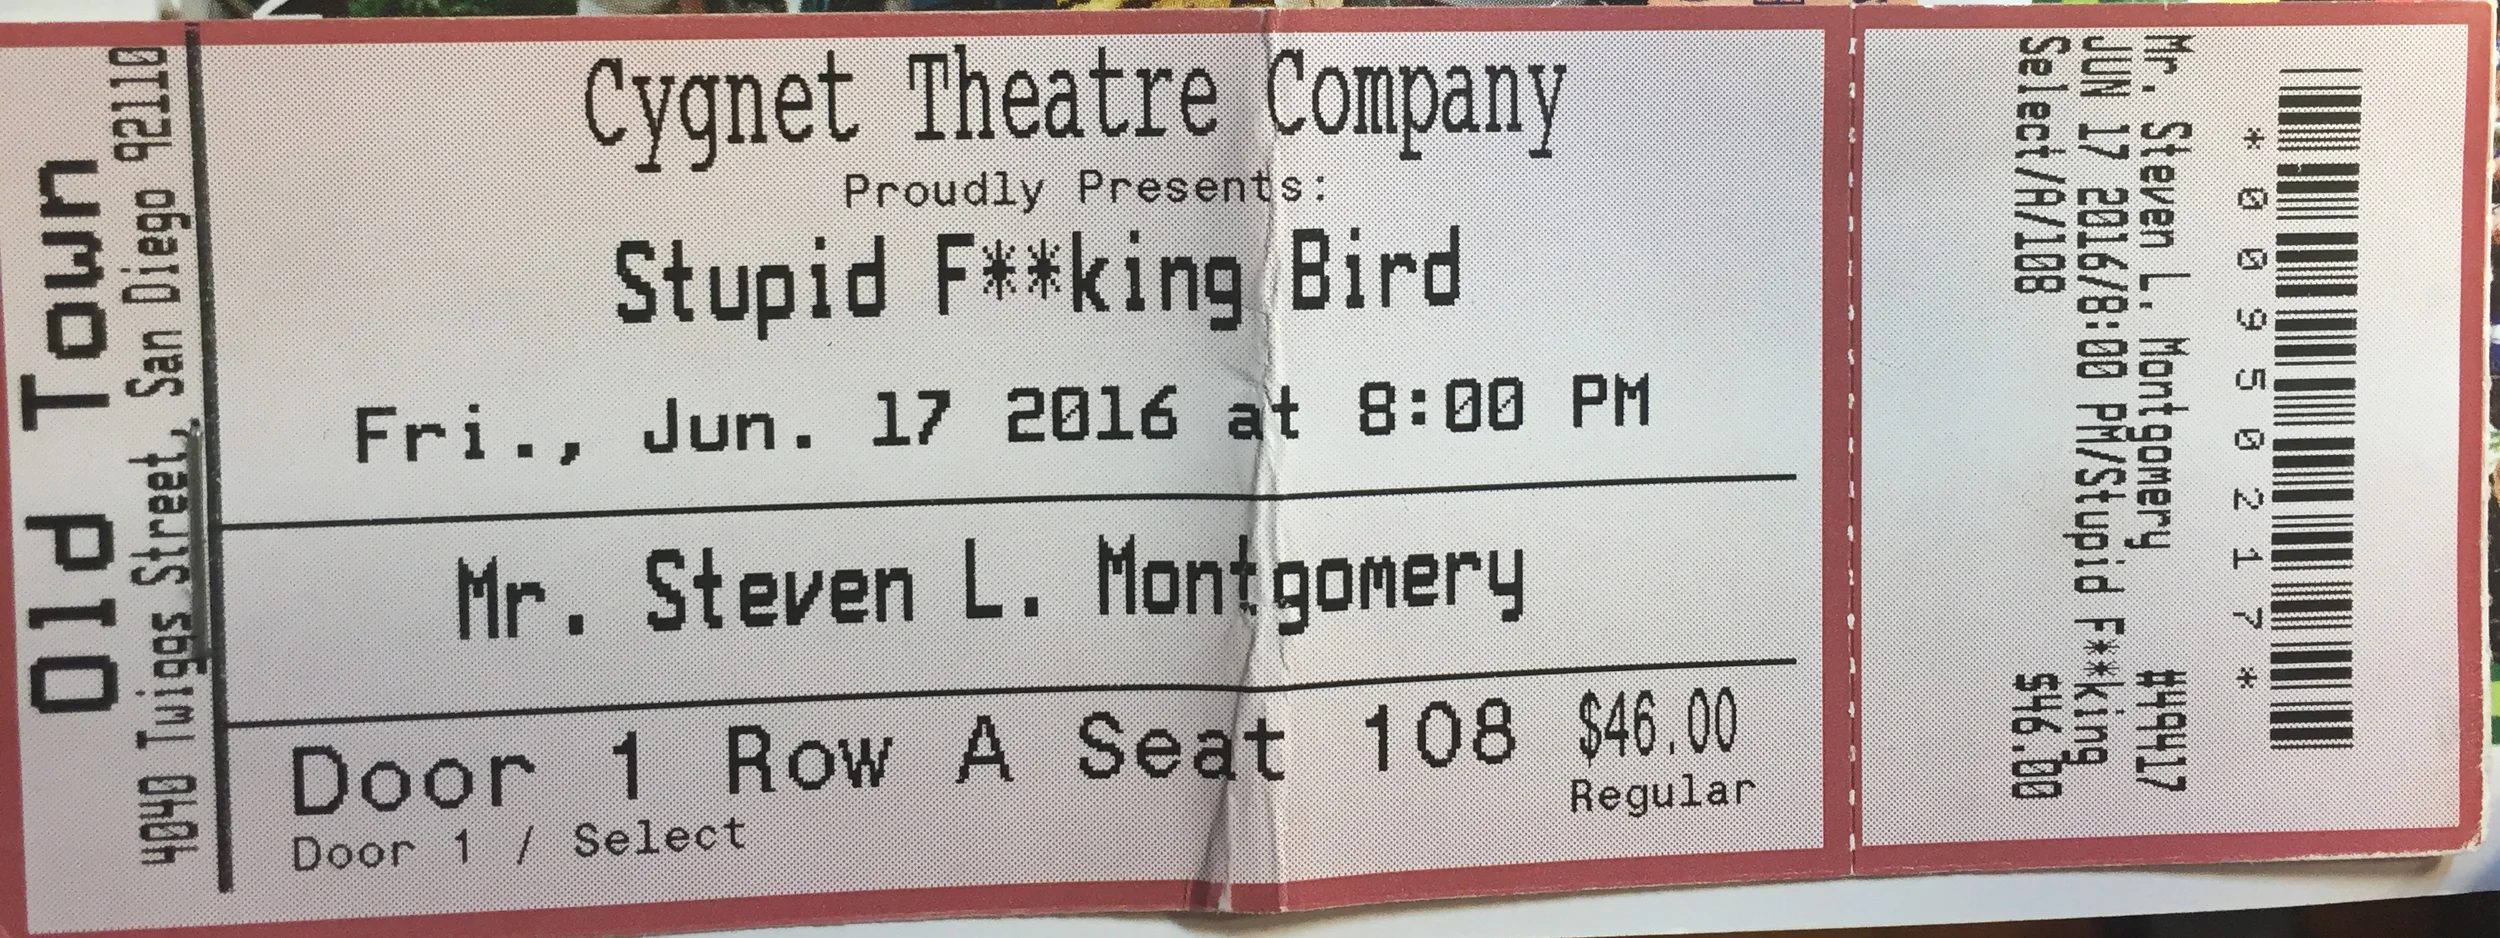 Old Town
4040 Twiggs Street, San Diego 92110
Cygnet Theatre Company
Proudly Presents:
Stupid F**king Bird
Fri., Jun. 17 2016 at 8:00 PM
Mr. Steven L. Montgomery
Door 1 Row A Seat 108 $46.00
Regular
Door 1 / Select
*00950217*
Mr. Steven L. Montgomery #49417
JUN 17 2016/8:00 PM/Stupid F**king
Select/A/108 $46.00